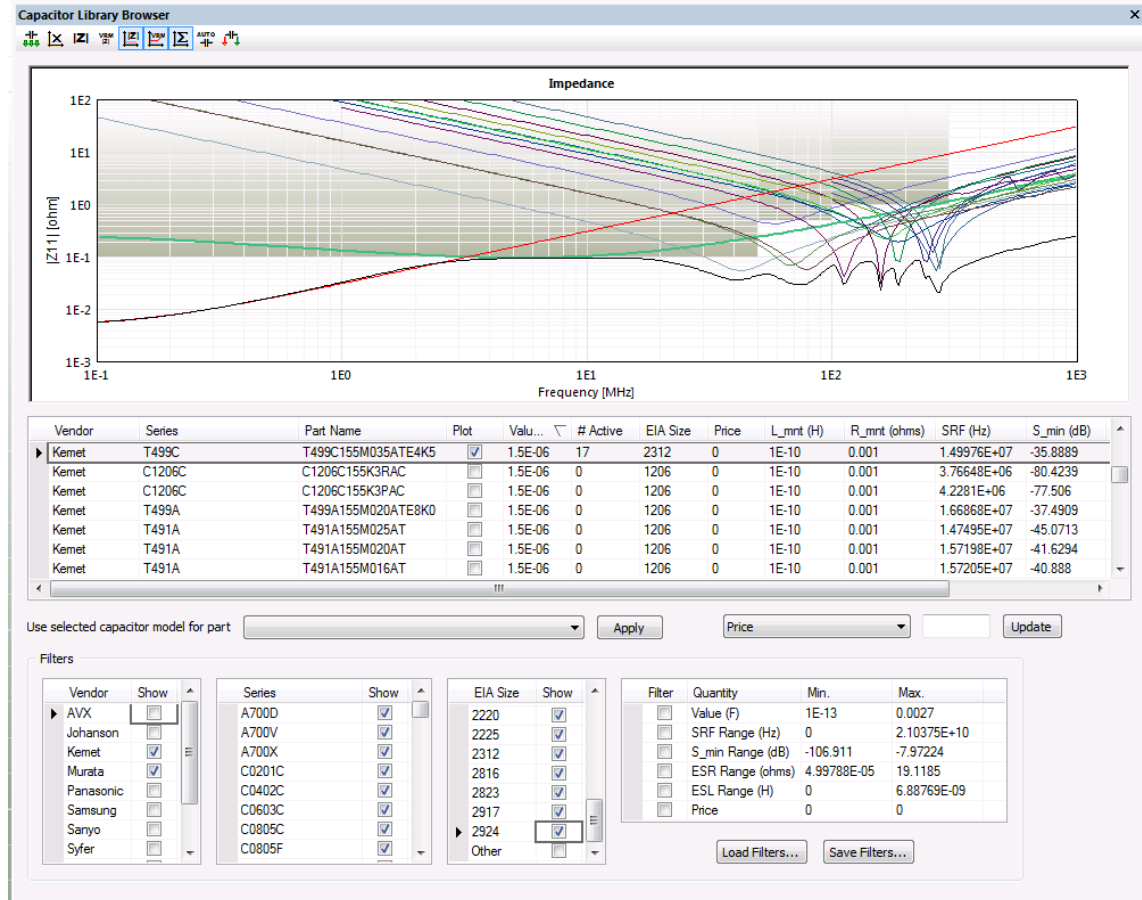 Capacitor Library Browser
|Z| VRM |Z| |Z| VRM Σ AUTO
Impedance
1E2
1E1
1E0
1E-1
1E-2
1E-3
|Z11| [ohm]
1E-1 1E0 1E1 1E2 1E3
Frequency [MHz]
Vendor Series Part Name Plot Valu... # Active EIA Size Price L_mnt (H) R_mnt (ohms) SRF (Hz) S_min (dB)
Kemet T499C T499C155M035ATE4K5 1.5E-06 17 2312 0 1E-10 0.001 1.49976E+07 -35.8889
Kemet C1206C C1206C155K3RAC 1.5E-06 0 1206 0 1E-10 0.001 3.76648E+06 -80.4239
Kemet C1206C C1206C155K3PAC 1.5E-06 0 1206 0 1E-10 0.001 4.2281E+06 -77.506
Kemet T499A T499A155M020ATE8K0 1.5E-06 0 1206 0 1E-10 0.001 1.66868E+07 -37.4909
Kemet T491A T491A155M025AT 1.5E-06 0 1206 0 1E-10 0.001 1.47495E+07 -45.0713
Kemet T491A T491A155M020AT 1.5E-06 0 1206 0 1E-10 0.001 1.57198E+07 -41.6294
Kemet T491A T491A155M016AT 1.5E-06 0 1206 0 1E-10 0.001 1.57205E+07 -40.888
Use selected capacitor model for part Apply Price Update
Filters
Vendor Show
AVX
Johanson
Kemet
Murata
Panasonic
Samsung
Sanyo
Syfer
Series Show
A700D
A700V
A700X
C0201C
C0402C
C0603C
C0805C
C0805F
EIA Size Show
2220
2225
2312
2816
2823
2917
2924
Other
Filter Quantity Min. Max.
Value (F) 1E-13 0.0027
SRF Range (Hz) 0 2.10375E+10
S_min Range (dB) -106.911 -7.97224
ESR Range (ohms) 4.99788E-05 19.1185
ESL Range (H) 0 6.88769E-09
Price 0 0
Load Filters... Save Filters...